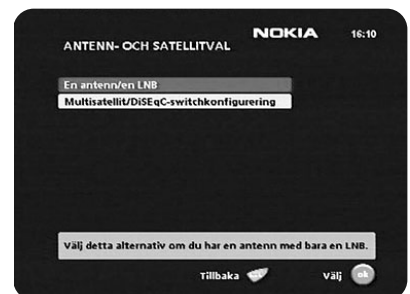 NOKIA 16:10
ANTENN- OCH SATELLITVAL
En antenn/en LNB
Multisatellit/DiSEqC-switchkonfigurering
Välj detta alternativ om du har en antenn med bara en LNB.
Tillbaka Välj ok